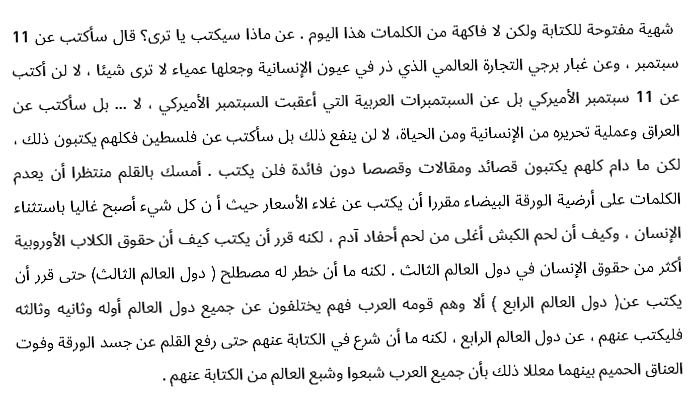 شهية مفتوحة للكتابة ولكن لا فاكهة من الكلمات هذا اليوم . عن ماذا سيكتب يا ترى؟ قال سأكتب عن 11
سبتمبر ، وعن غبار برجي التجارة العالمي الذي ذر في عيون الإنسانية وجعلها عمياء لا ترى شيئا ، لا لن أكتب
عن 11 سبتمبر الأميركي بل عن السبتمبرات العربية التي أعقبت السبتمبر الأميركي ، لا ... بل سأكتب عن
العراق وعملية تحريره من الإنسانية ومن الحياة، لا لن ينفع ذلك بل سأكتب عن فلسطين فكلهم يكتبون ذلك ،
لكن ما دام كلهم يكتبون قصائد ومقالات وقصصا دون فائدة فلن يكتب . أمسك بالقلم منتظرا أن يعدم
الكلمات على أرضية الورقة البيضاء مقررا أن يكتب عن غلاء الأسعار حيث أ ن كل شيء أصبح غاليا باستثناء
الإنسان ، وكيف أن لحم الكبش أغلى من لحم أحفاد آدم ، لكنه قرر أن يكتب كيف أن حقوق الكلاب الأوروبية
أكثر من حقوق الإنسان في دول العالم الثالث . لكنه ما أن خطر له مصطلح ( دول العالم الثالث) حتى قرر أن
يكتب عن( دول العالم الرابع ) ألا وهم قومه العرب فهم يختلفون عن جميع دول العالم أوله وثانيه وثالثه
فليكتب عنهم ، عن دول العالم الرابع ، لكنه ما أن شرع في الكتابة عنهم حتى رفع القلم عن جسد الورقة وفوت
العناق الحميم بينهما معللا ذلك بأن جميع العرب شبعوا وشبع العالم من الكتابة عنهم .